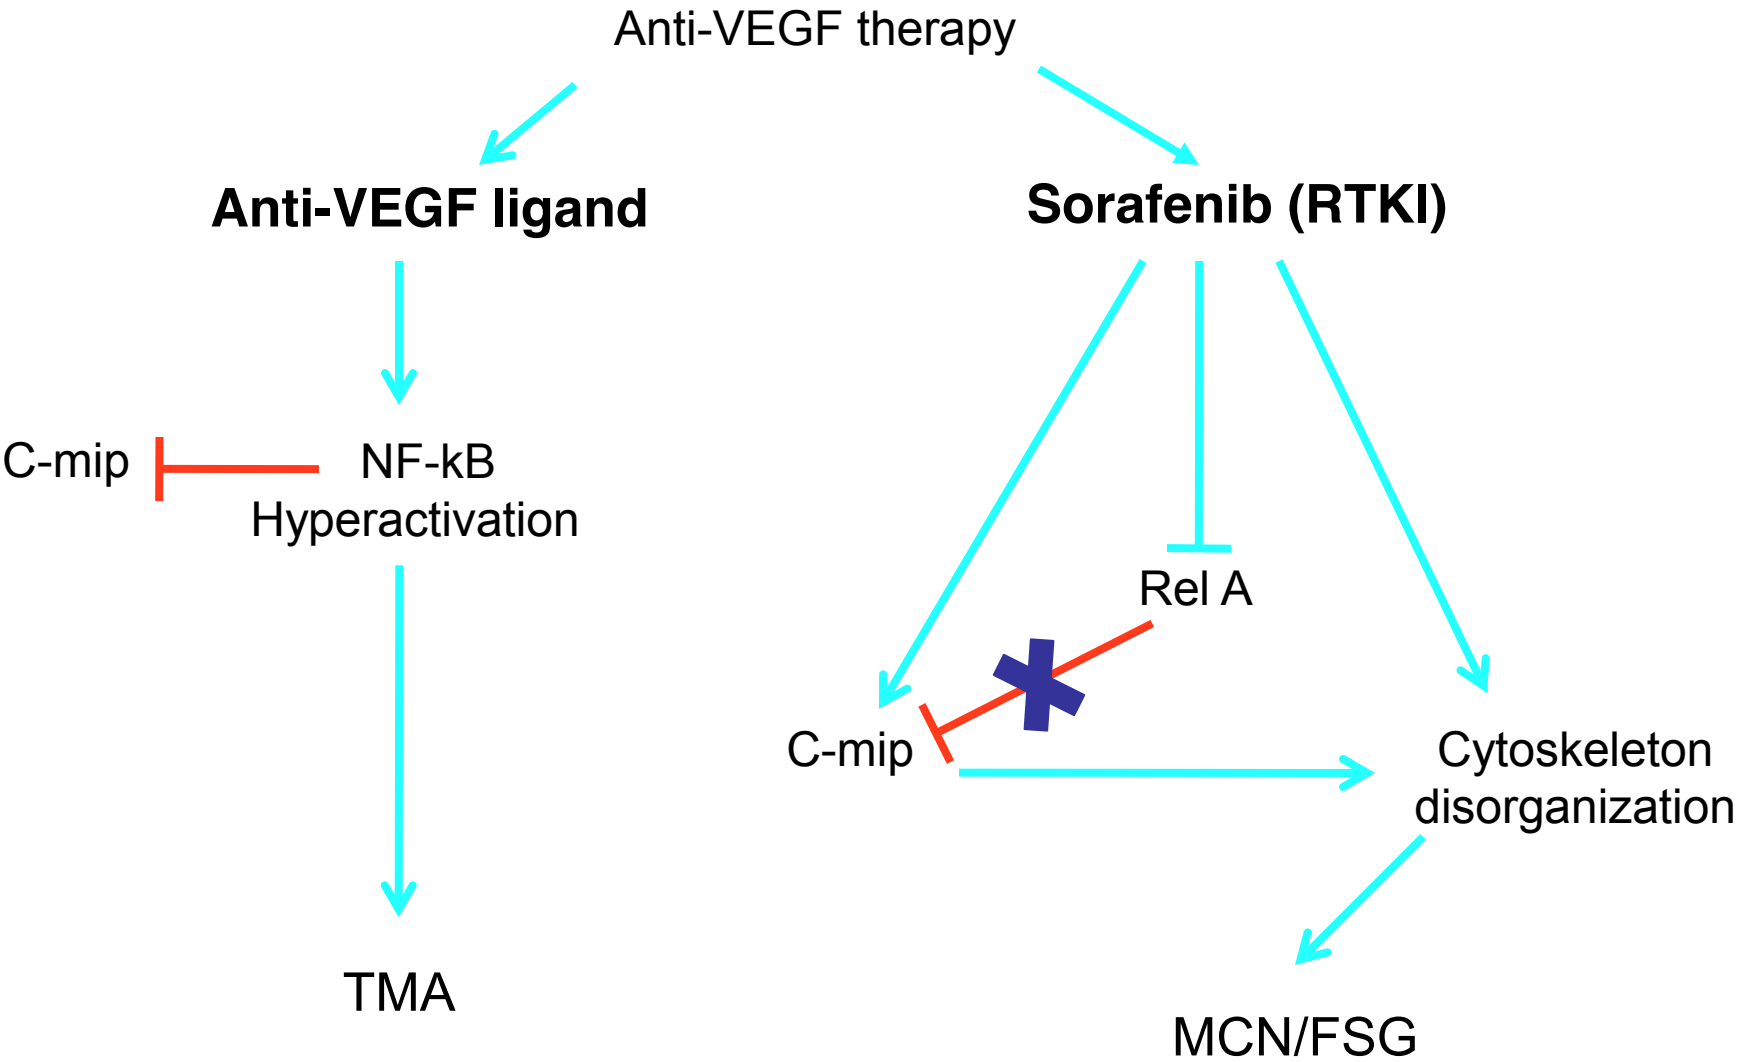 Anti-VEGF therapy
Anti-VEGF ligand
Sorafenib (RTKI)
C-mip
NF-kB
Hyperactivation
Rel A
C-mip
Cytoskeleton
disorganization
TMA
MCN/FSG